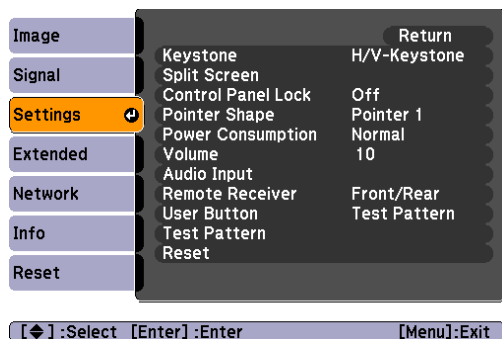 Image
Signal
Settings
Extended
Network
Info
Reset
Return
Keystone H/V-Keystone
Split Screen
Control Panel Lock Off
Pointer Shape Pointer 1
Power Consumption Normal
Volume 10
Audio Input
Remote Receiver Front/Rear
User Button Test Pattern
Test Pattern
Reset
[◆] :Select [Enter] :Enter [Menu]:Exit